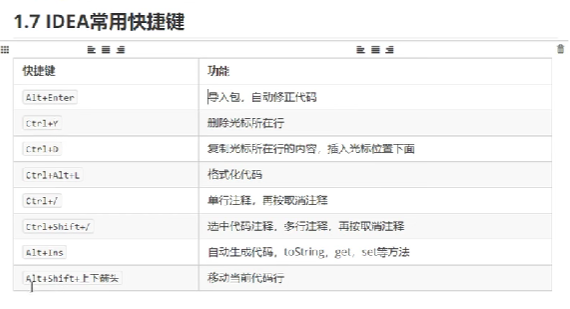 1.7 IDEA常用快捷键
快捷键 功能
Alt+Enter 导入包，自动修正代码
Ctrl+Y 删除光标所在行
Ctrl+D 复制光标所在行的内容，插入光标位置下面
Ctrl+Alt+L 格式化代码
Ctrl+/ 单行注释，再按取消注释
Ctrl+Shift+/ 选中代码注释，多行注释，再按取消注释
Alt+Ins 自动生成代码，toString，get，set等方法
Alt+Shift+上下箭头 移动当前代码行